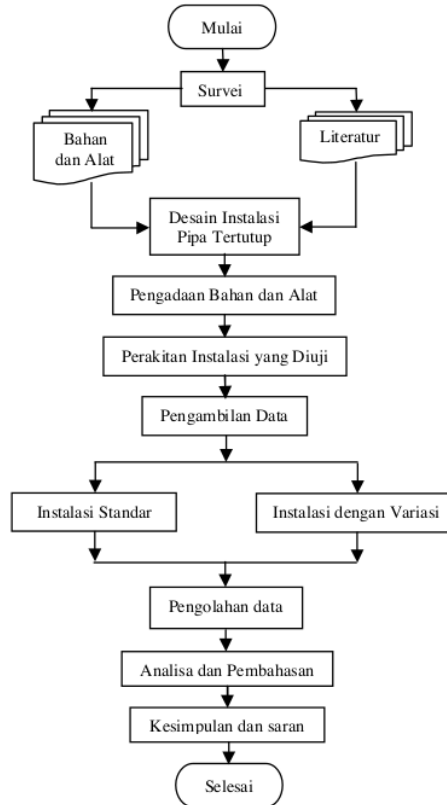 Mulai
Survei
Bahan
dan Alat
Literatur
Desain Instalasi
Pipa Tertutup
Pengadaan Bahan dan Alat
Perakitan Instalasi yang Diuji
Pengambilan Data
Instalasi Standar
Instalasi dengan Variasi
Pengolahan data
Analisa dan Pembahasan
Kesimpulan dan saran
Selesai